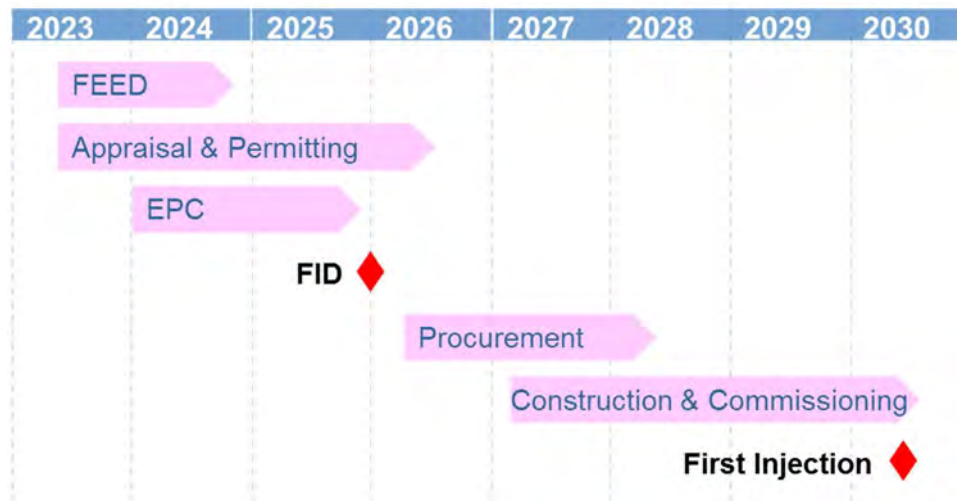 2023 2024 2025 2026 2027 2028 2029 2030
FEED
Appraisal & Permitting
EPC
FID
Procurement
Construction & Commissioning
First Injection